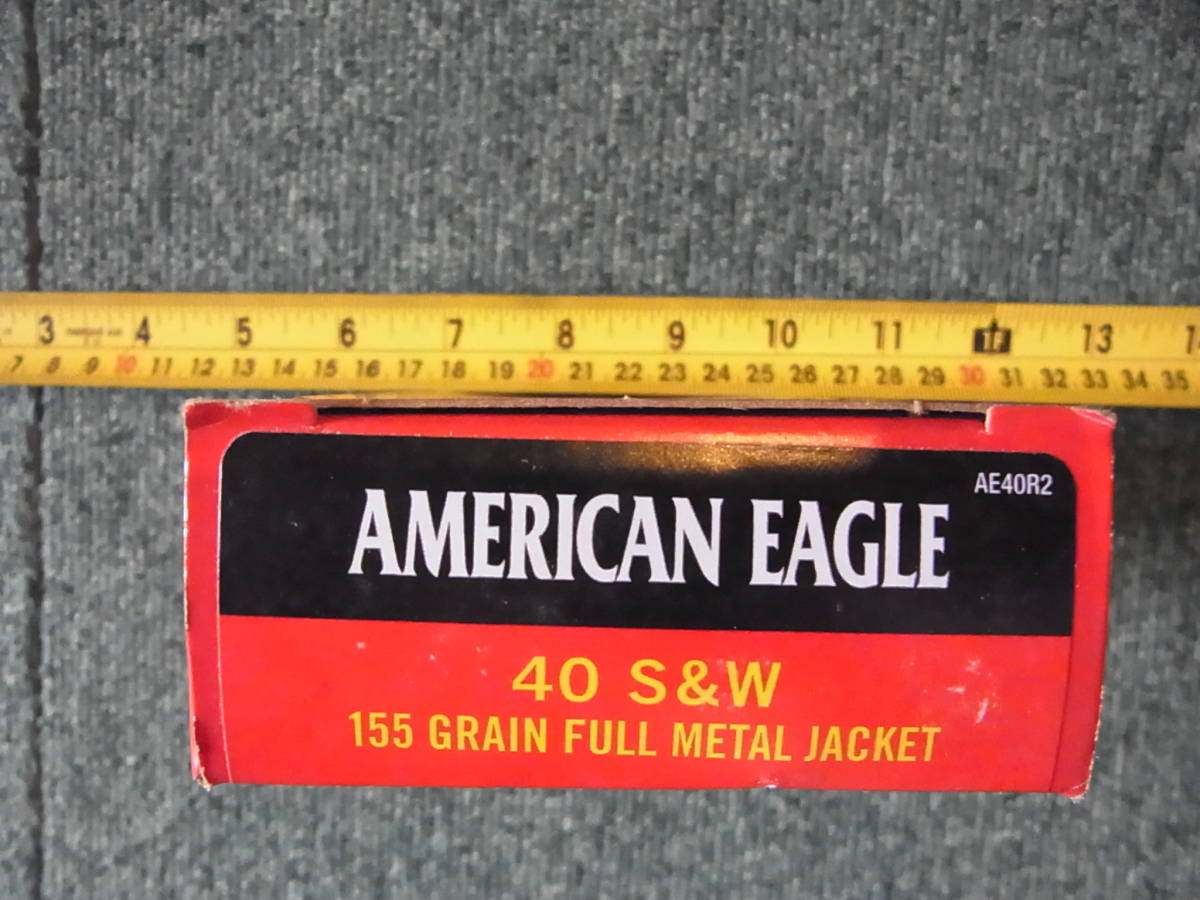 3 4 5 6 7 8 9 10 11 1F 13 1
7 8 9 10 11 12 13 14 15 16 17 18 19 20 21 22 23 24 25 26 27 28 29 30 31 32 33 34 35
AE40R2
AMERICAN EAGLE
40 S&W
155 GRAIN FULL METAL JACKET